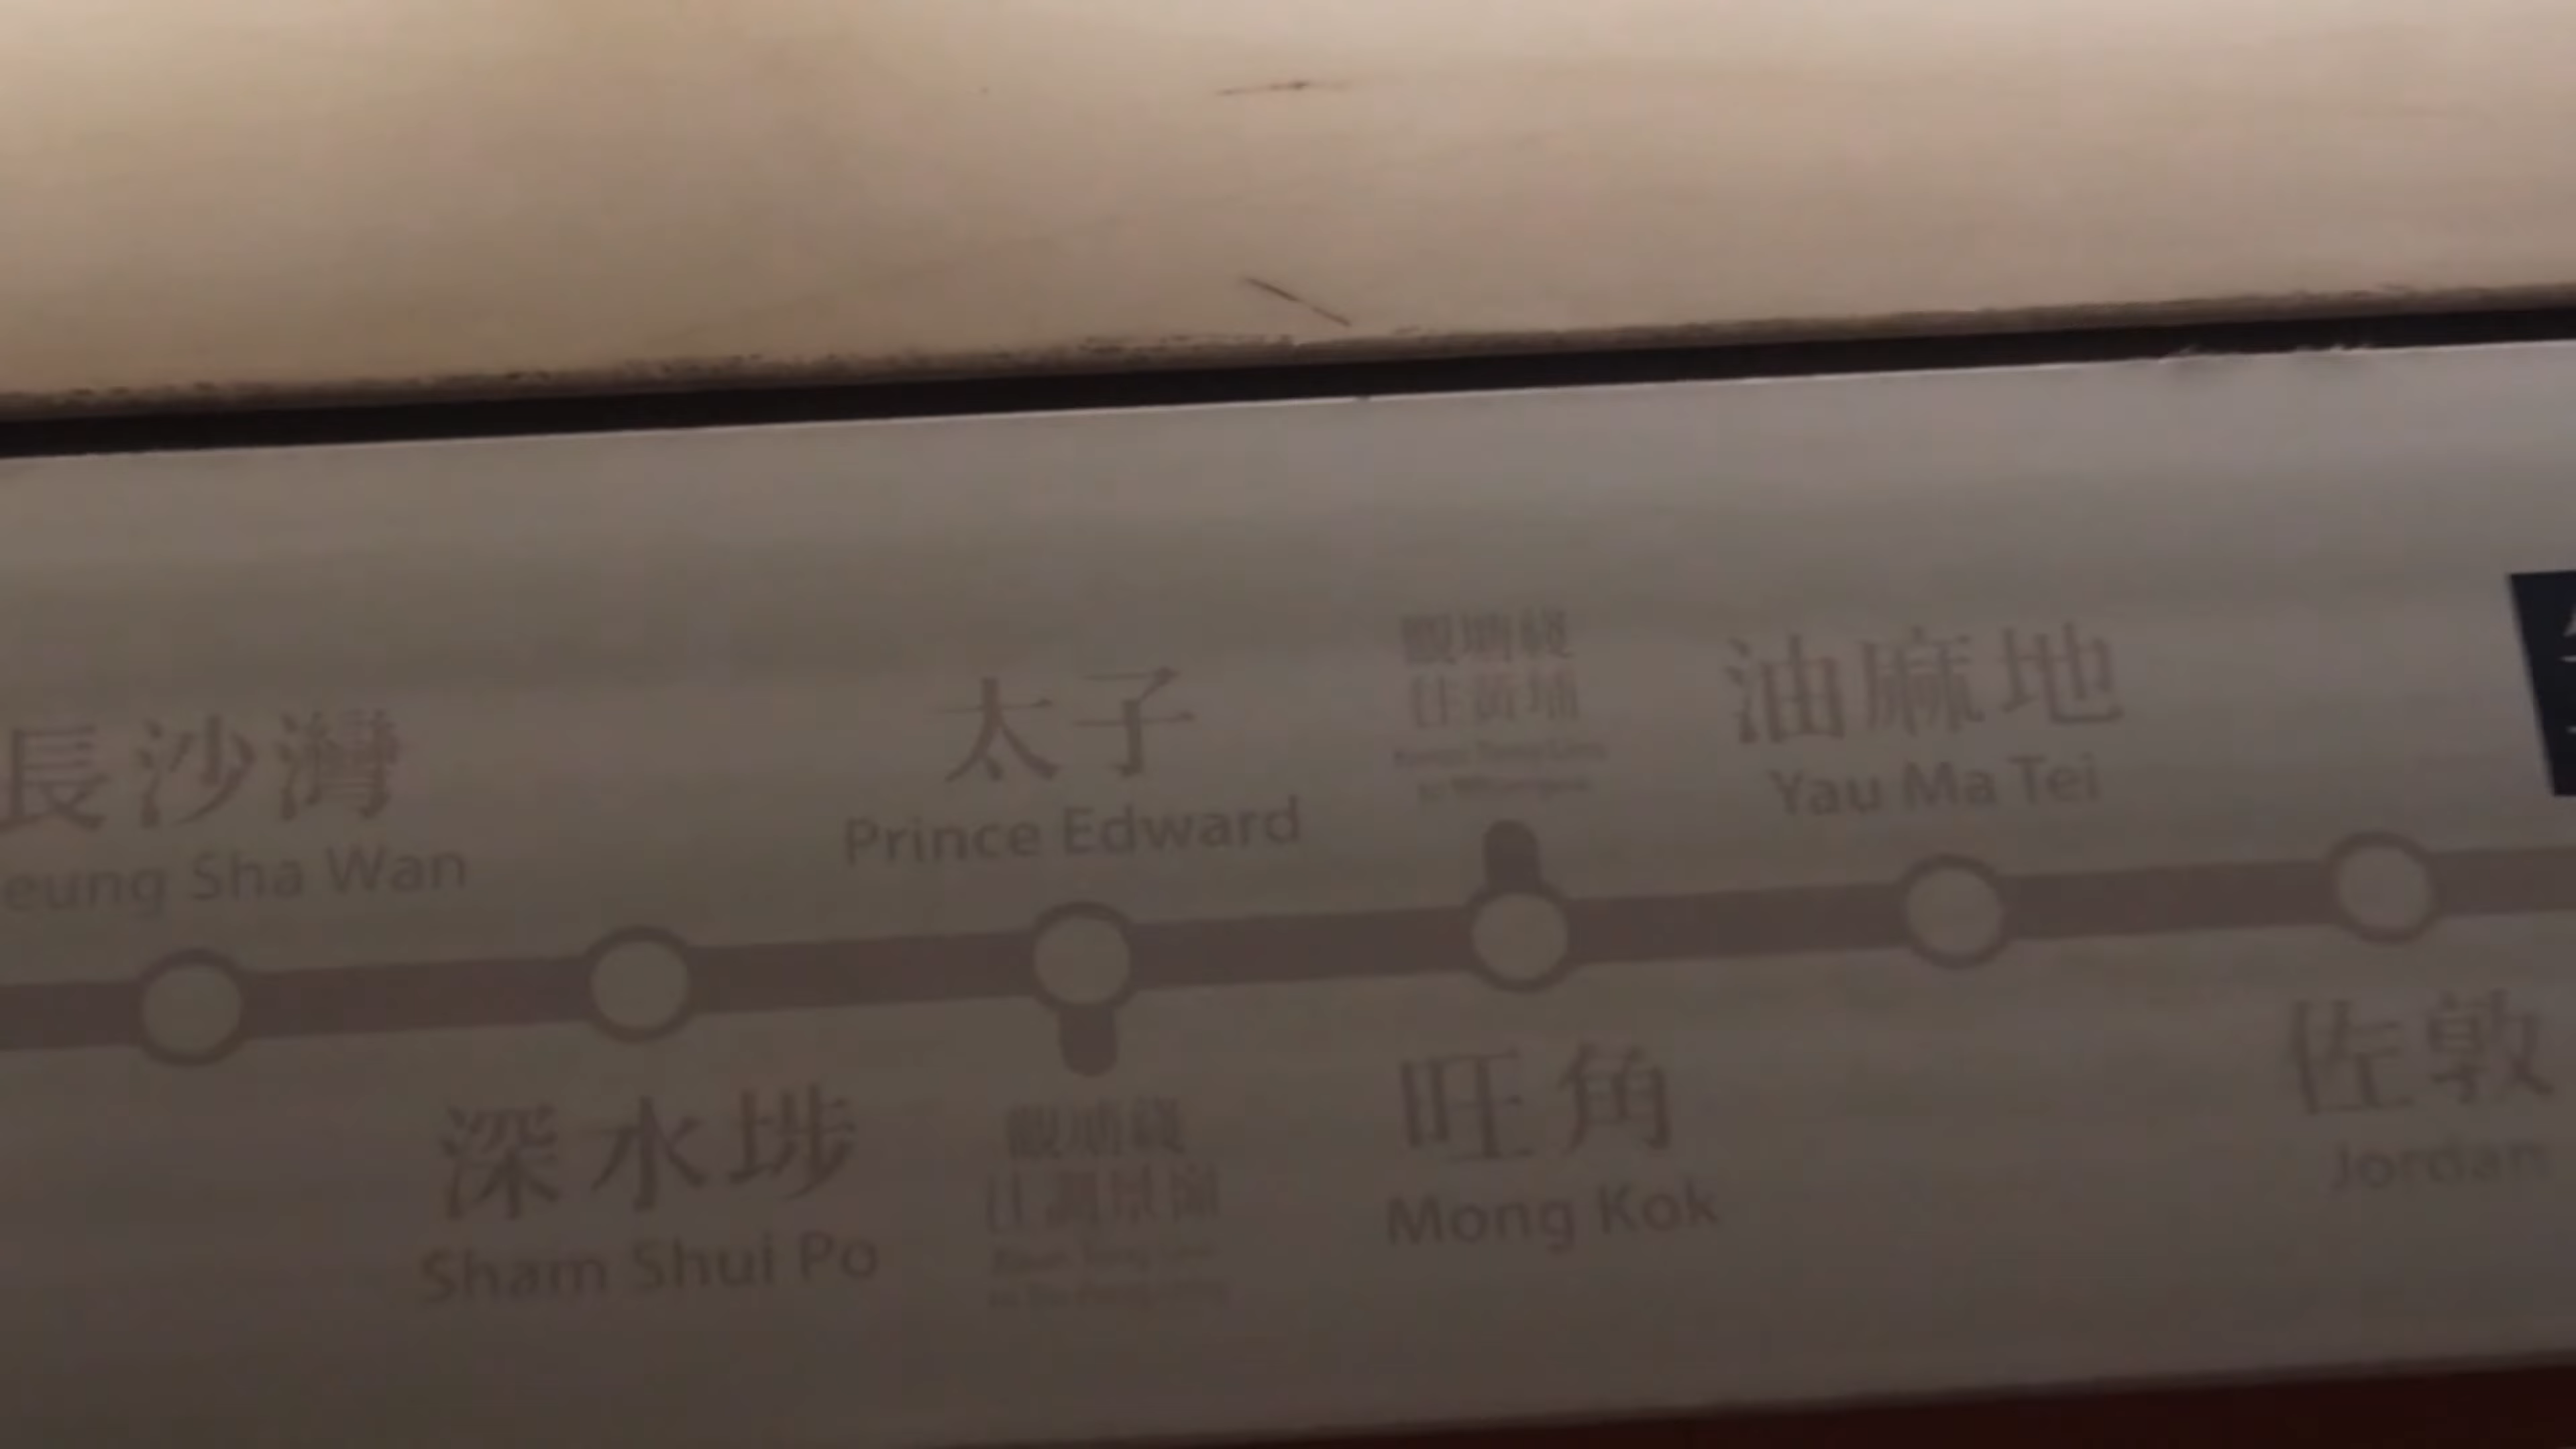 長沙灣
eung Sha Wan
深水埗
Sham Shui Po
太子
Prince Edward
觀塘綫
往調景嶺
觀塘綫
往黃埔
旺角
Mong Kok
油麻地
Yau Ma Tei
佐敦
Jordan